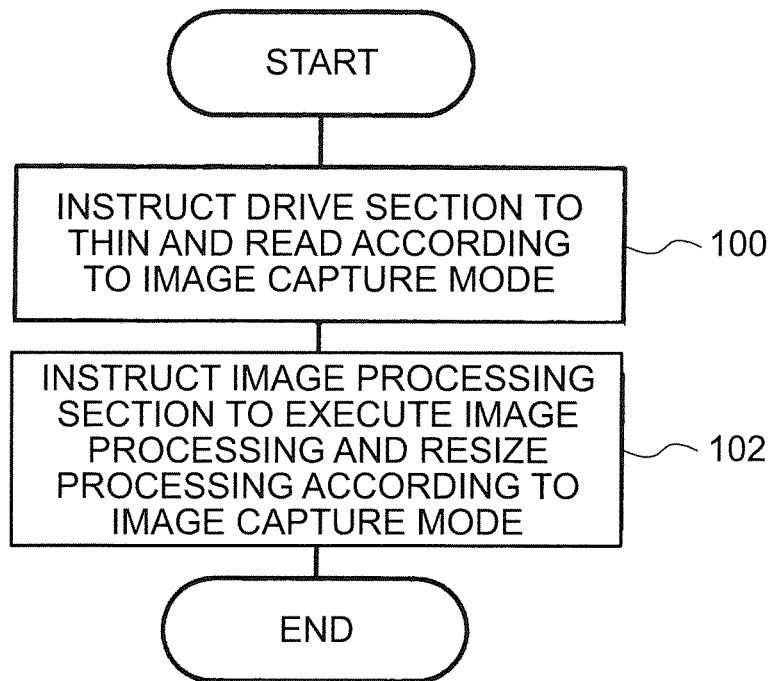 START
INSTRUCT DRIVE SECTION TO
THIN AND READ ACCORDING
TO IMAGE CAPTURE MODE
100
INSTRUCT IMAGE PROCESSING
SECTION TO EXECUTE IMAGE
PROCESSING AND RESIZE
PROCESSING ACCORDING TO
IMAGE CAPTURE MODE
102
END